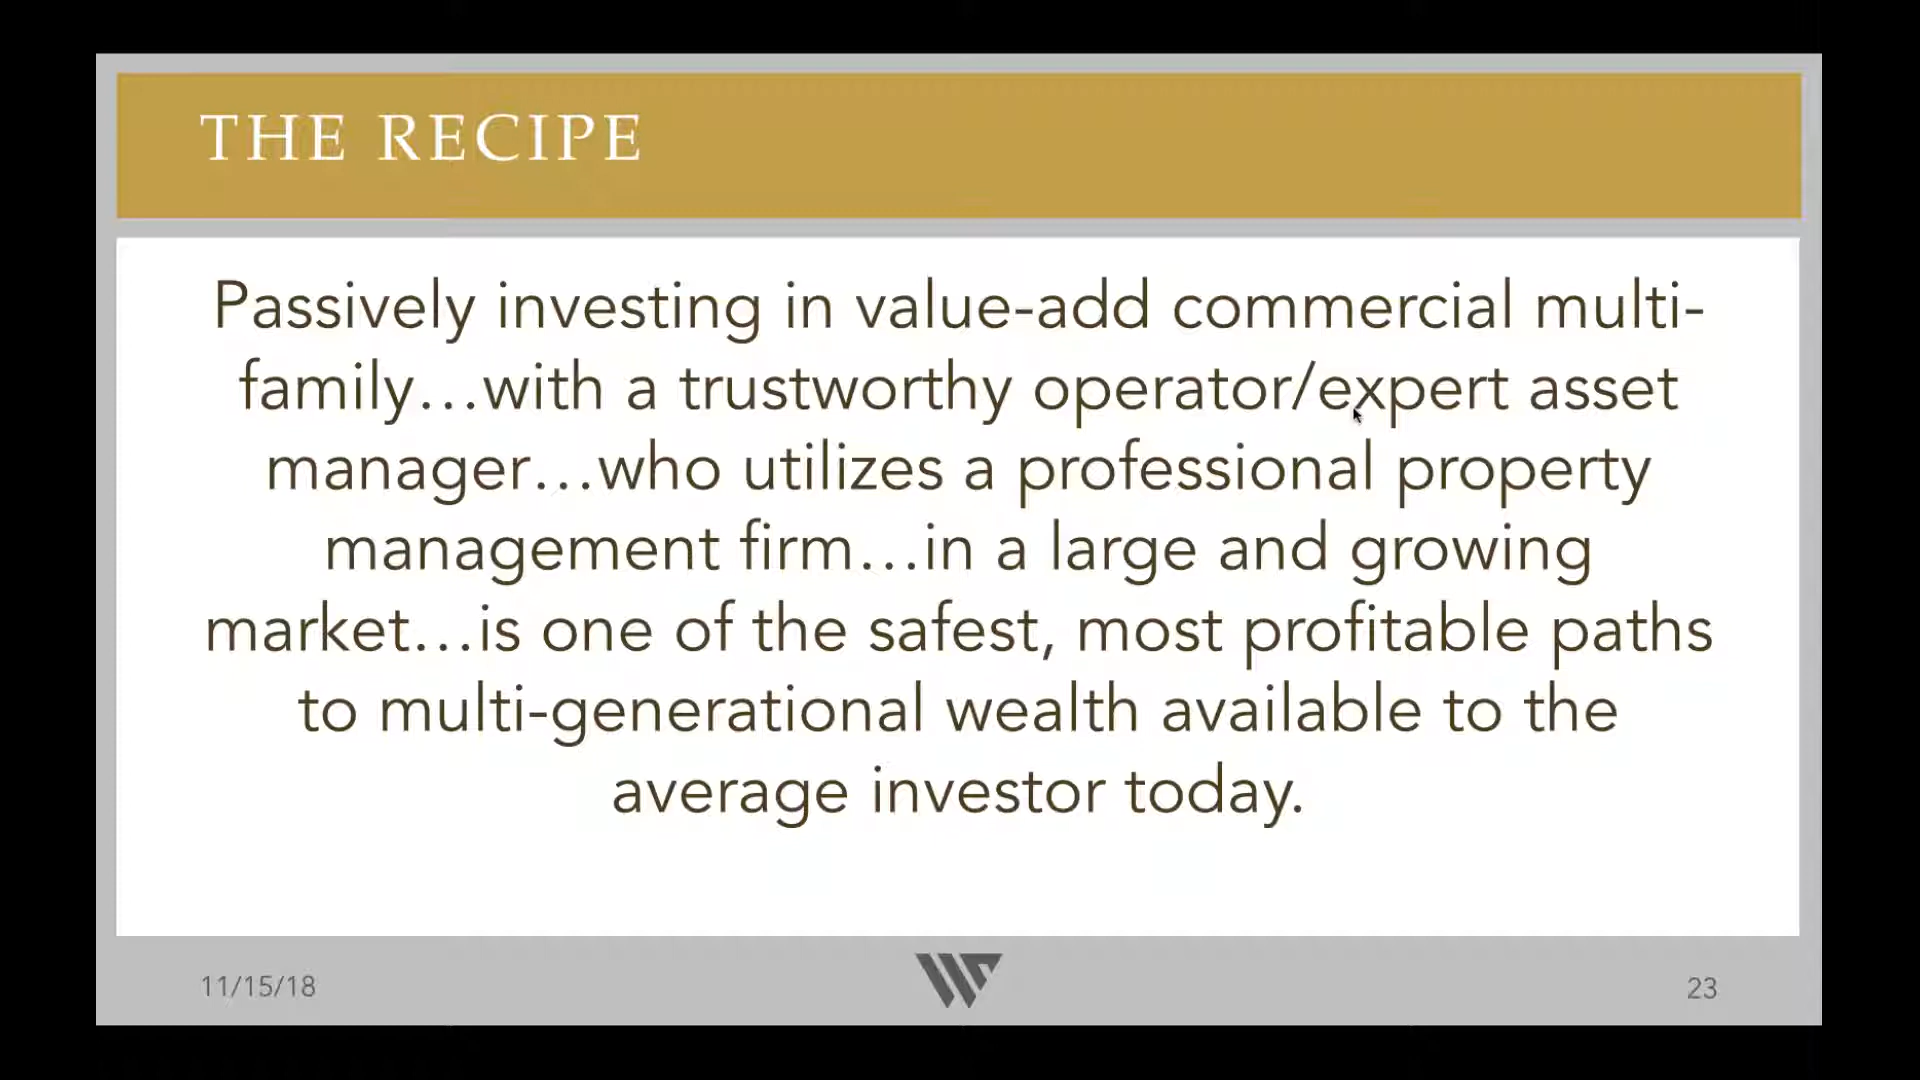 THE RECIPE
Passively investing in value-add commercial multi-
family…with a trustworthy operator/expert asset
manager…who utilizes a professional property
management firm…in a large and growing
market…is one of the safest, most profitable paths
to multi-generational wealth available to the
average investor today.
11/15/18
23